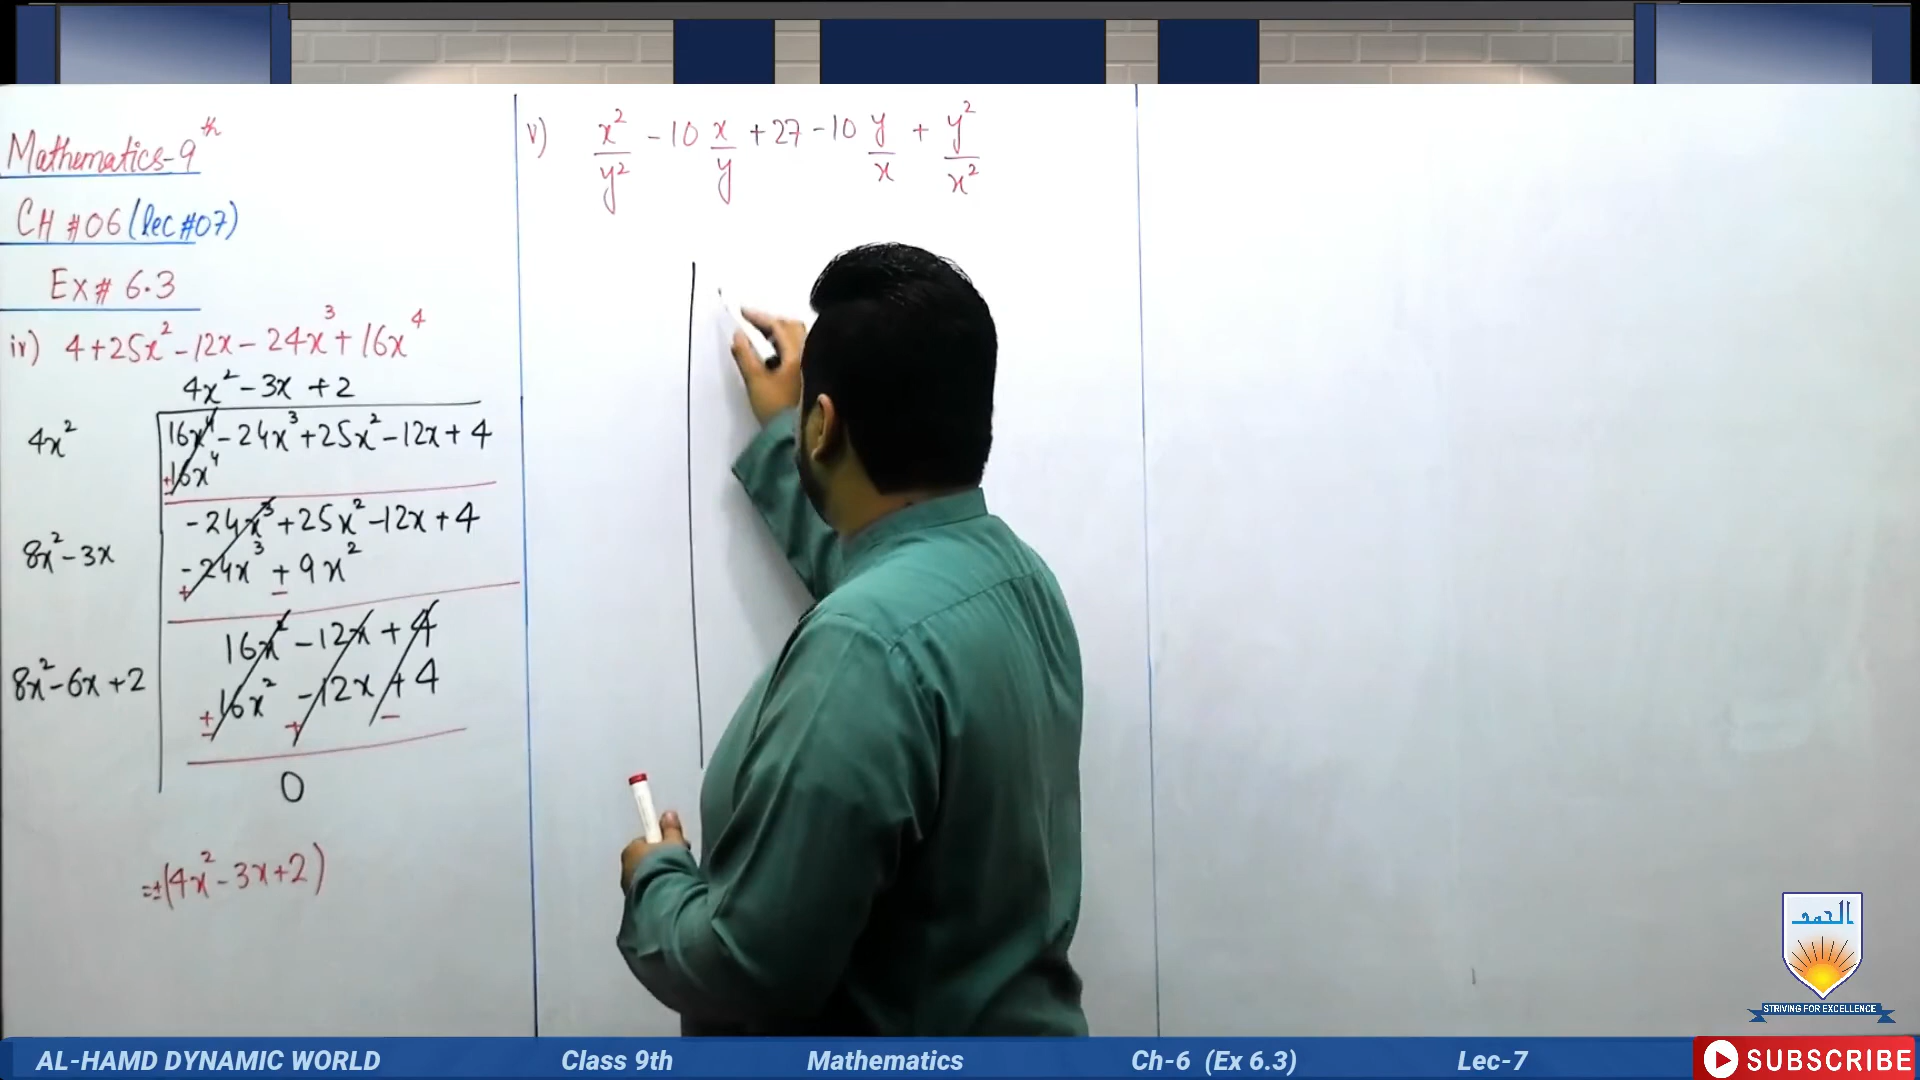 Mathematics-9th
CH #06 (lec #07)
Ex# 6.3
iv) 4+25x²-12x-24x³+16x⁴
4x²-3x+2
4x²
16x⁴-24x³+25x²-12x+4
+16x⁴
-24x³+25x²-12x+4
8x²-3x
-24x³+9x²
+ -
16x²-12x+4
8x²-6x+2
±16x²-12x+4
+ -
0
=±(4x²-3x+2)
v) x²/y² -10 x/y +27-10 y/x + y²/x²
الحمد
STRIVING FOR EXCELLENCE
AL-HAMD DYNAMIC WORLD Class 9th Mathematics Ch-6 (Ex 6.3) Lec-7
SUBSCRIBE